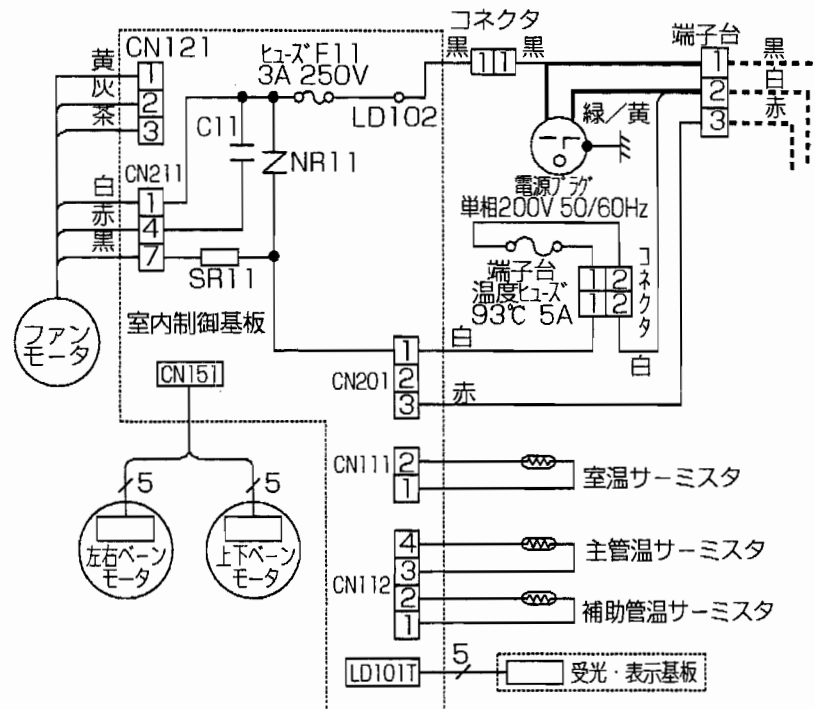 コネクタ
端子台
黒
11
黒
1
黒
2
白
3
赤
CN121
ヒューズF11
3A 250V
黄
1
灰
2
茶
3
LD102
C11
NR11
緑／黄
電源プラグ
単相200V 50/60Hz
CN211
白
1
赤
4
黒
7
SR11
端子台
温度ヒューズ
93℃ 5A
1 2
1 2
コネクタ
ファン
モータ
室内制御基板
白
白
1
CN201
2
3
赤
CN151
5
5
左右ベーン
モータ
上下ベーン
モータ
CN111
2
1
室温サーミスタ
CN112
4
3
2
1
主管温サーミスタ
補助管温サーミスタ
LD101T
5
受光・表示基板